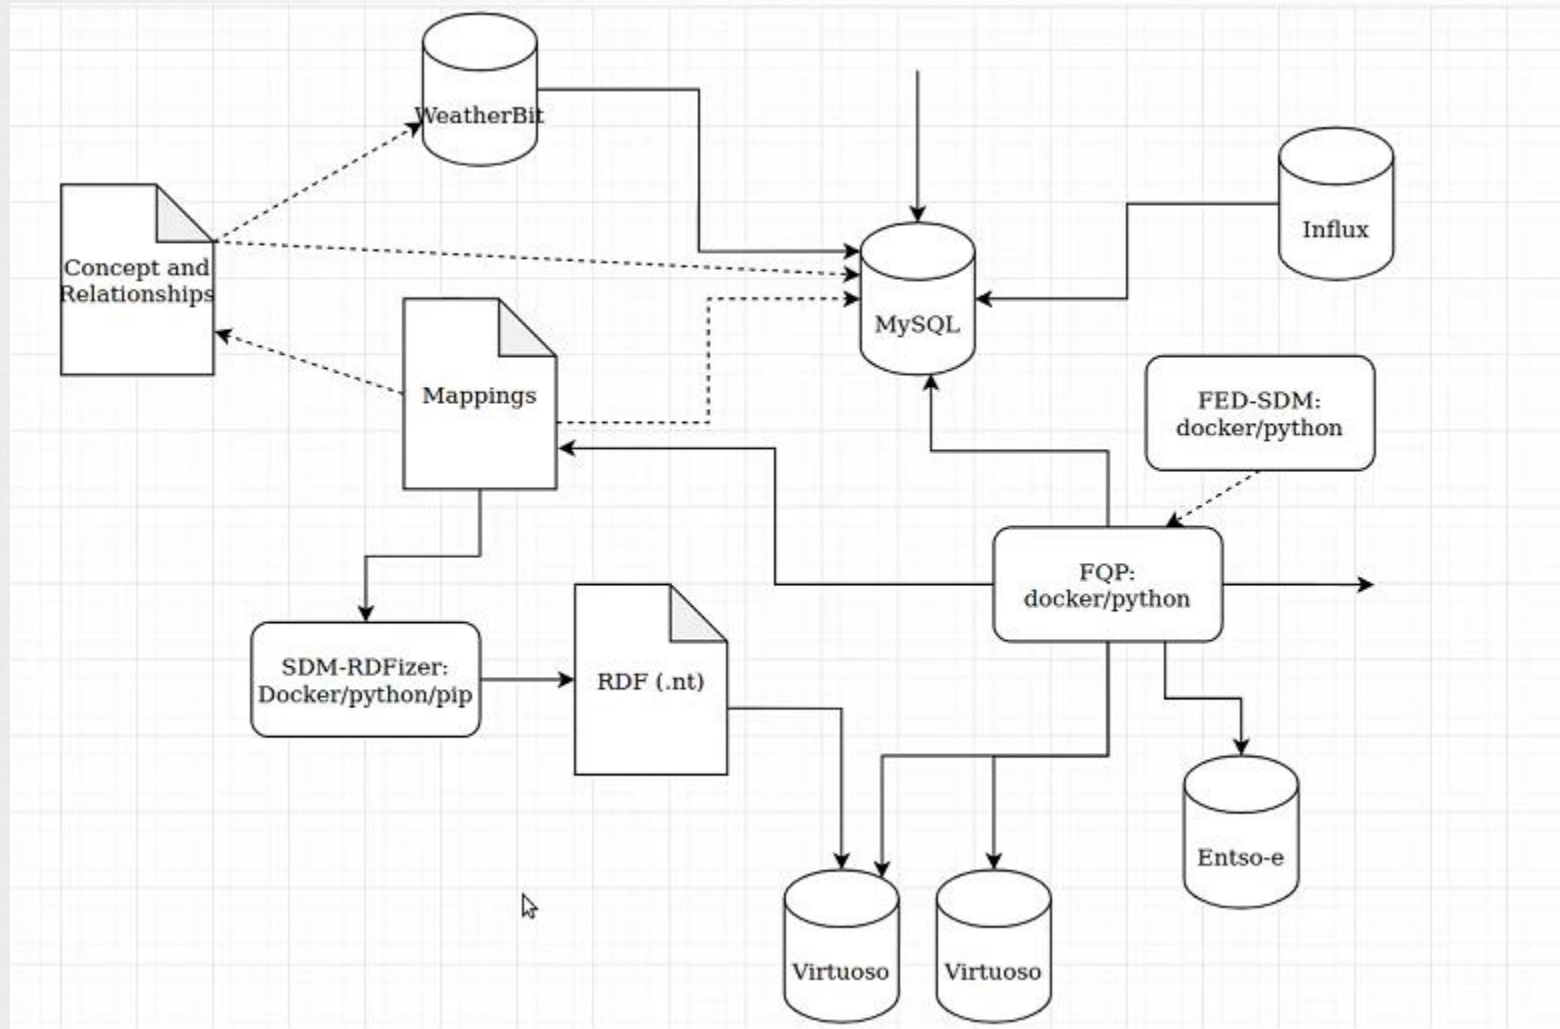 WeatherBit
Influx
Concept and
Relationships
MySQL
Mappings
FED-SDM:
docker/python
FQP:
docker/python
SDM-RDFizer:
Docker/python/pip
RDF (.nt)
Entso-e
Virtuoso
Virtuoso